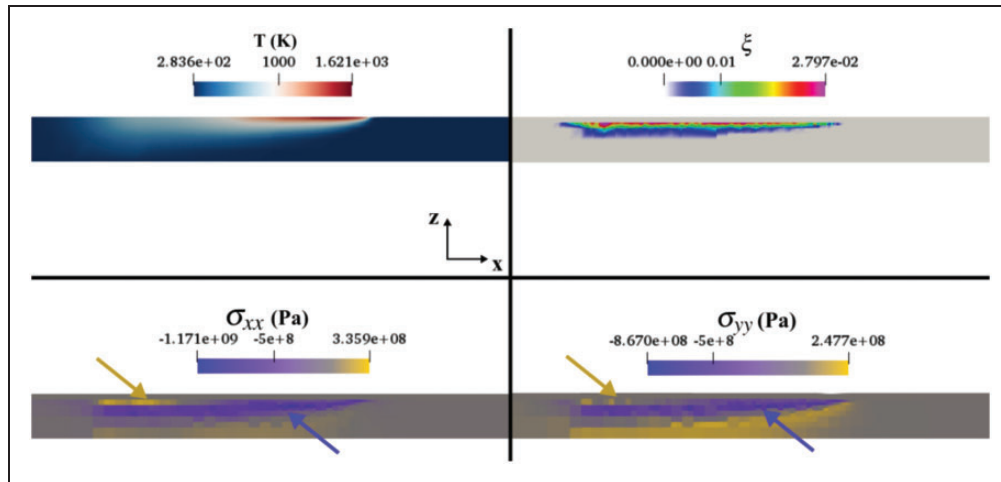 T (K)
2.836e+02 1000 1.621e+03
ξ
0.000e+00 0.01 2.797e-02
z
x
σxx (Pa)
-1.171e+09 -5e+8 3.359e+08
σyy (Pa)
-8.670e+08 -5e+8 2.477e+08